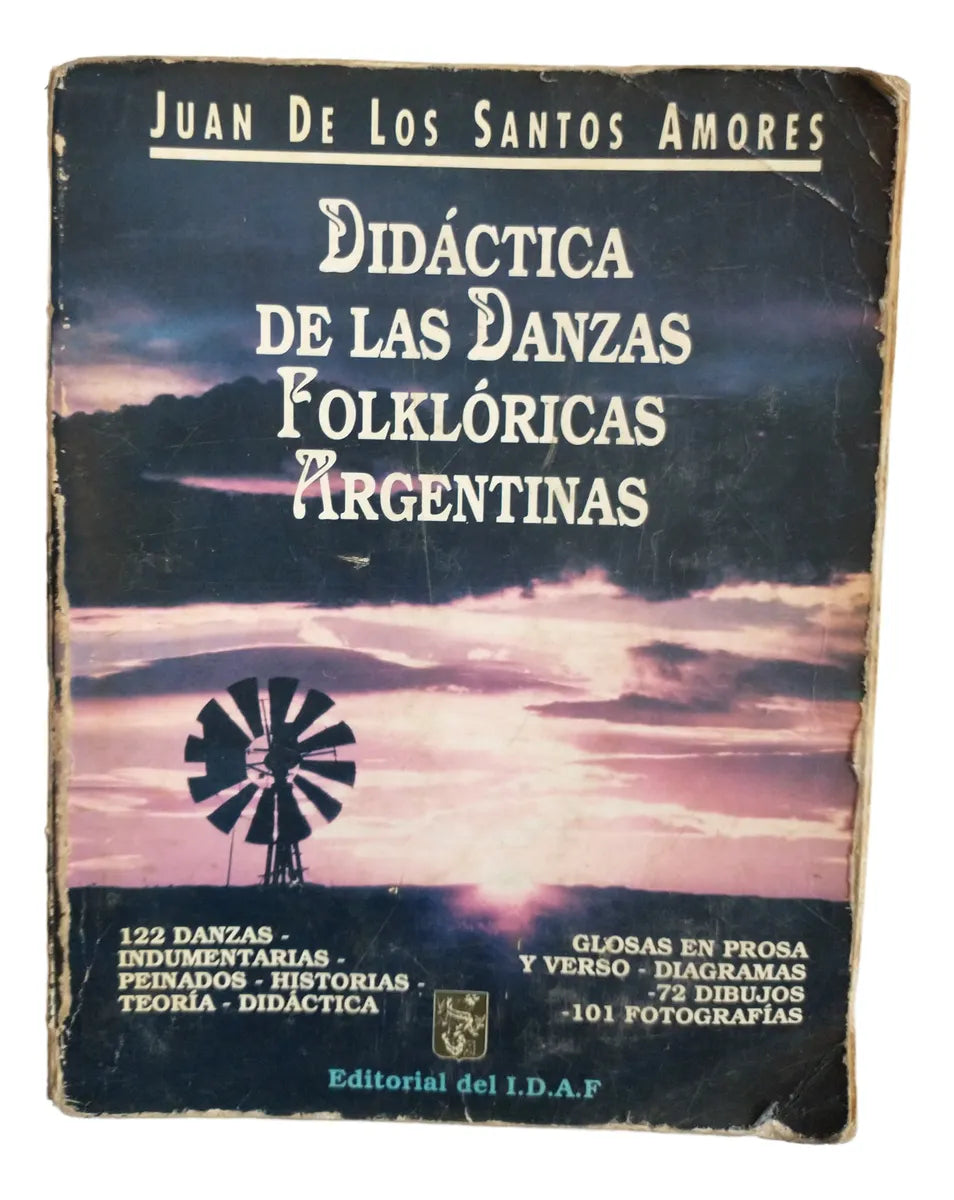 JUAN DE LOS SANTOS AMORES
DIDÁCTICA
DE LAS DANZAS
FOLKLÓRICAS
ARGENTINAS
122 DANZAS -
INDUMENTARIAS -
PEINADOS - HISTORIAS -
TEORÍA - DIDÁCTICA
GLOSAS EN PROSA
Y VERSO - DIAGRAMAS
-72 DIBUJOS
-101 FOTOGRAFÍAS
Editorial del I.D.A.F